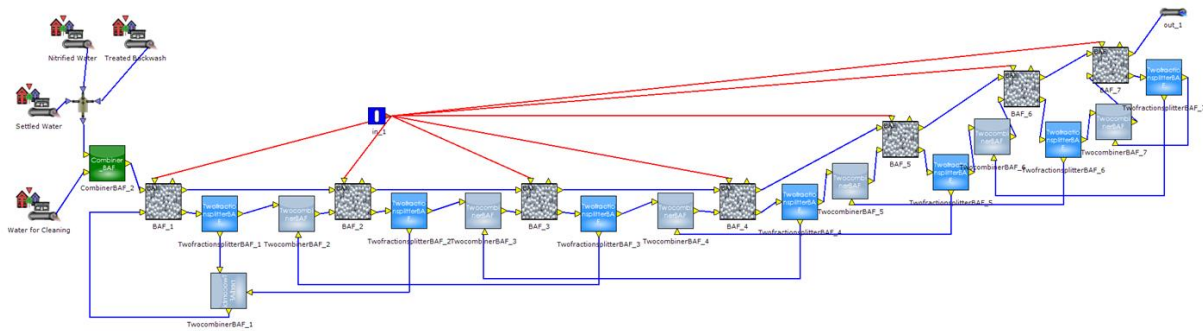 out_1
Nitrified Water
Treated Backwash
BAF_7
BAF_6
Settled Water
in_1
TwocombinerBAF_7
BAF_5
TwocombinerBAF_6
TwofractionsplitterBAF_6
Combiner
BAF
CombinerBAF_2
TwocombinerBAF_5
TwofractionsplitterBAF_5
Water for Cleaning
BAF_1
BAF_2
BAF_3
BAF_4
TwofractionsplitterBAF_1
TwocombinerBAF_2
TwofractionsplitterBAF_2
TwocombinerBAF_3
TwofractionsplitterBAF_3
TwocombinerBAF_4
TwofractionsplitterBAF_4
TwocombinerBAF_1